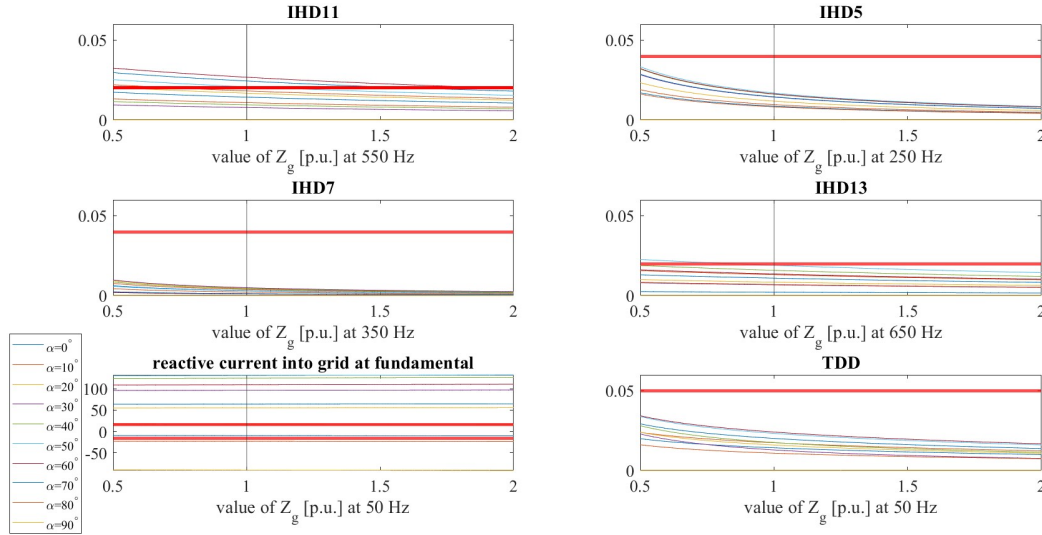 IHD11
0.05
0
0.5
1
1.5
2
value of Z_g [p.u.] at 550 Hz
IHD5
0.05
0
0.5
1
1.5
2
value of Z_g [p.u.] at 250 Hz
IHD7
0.05
0
0.5
1
1.5
2
value of Z_g [p.u.] at 350 Hz
IHD13
0.05
0
0.5
1
1.5
2
value of Z_g [p.u.] at 650 Hz
α=0°
α=10°
α=20°
α=30°
α=40°
α=50°
α=60°
α=70°
α=80°
α=90°
reactive current into grid at fundamental
100
50
0
-50
0.5
1
1.5
2
value of Z_g [p.u.] at 50 Hz
TDD
0.05
0
0.5
1
1.5
2
value of Z_g [p.u.] at 50 Hz